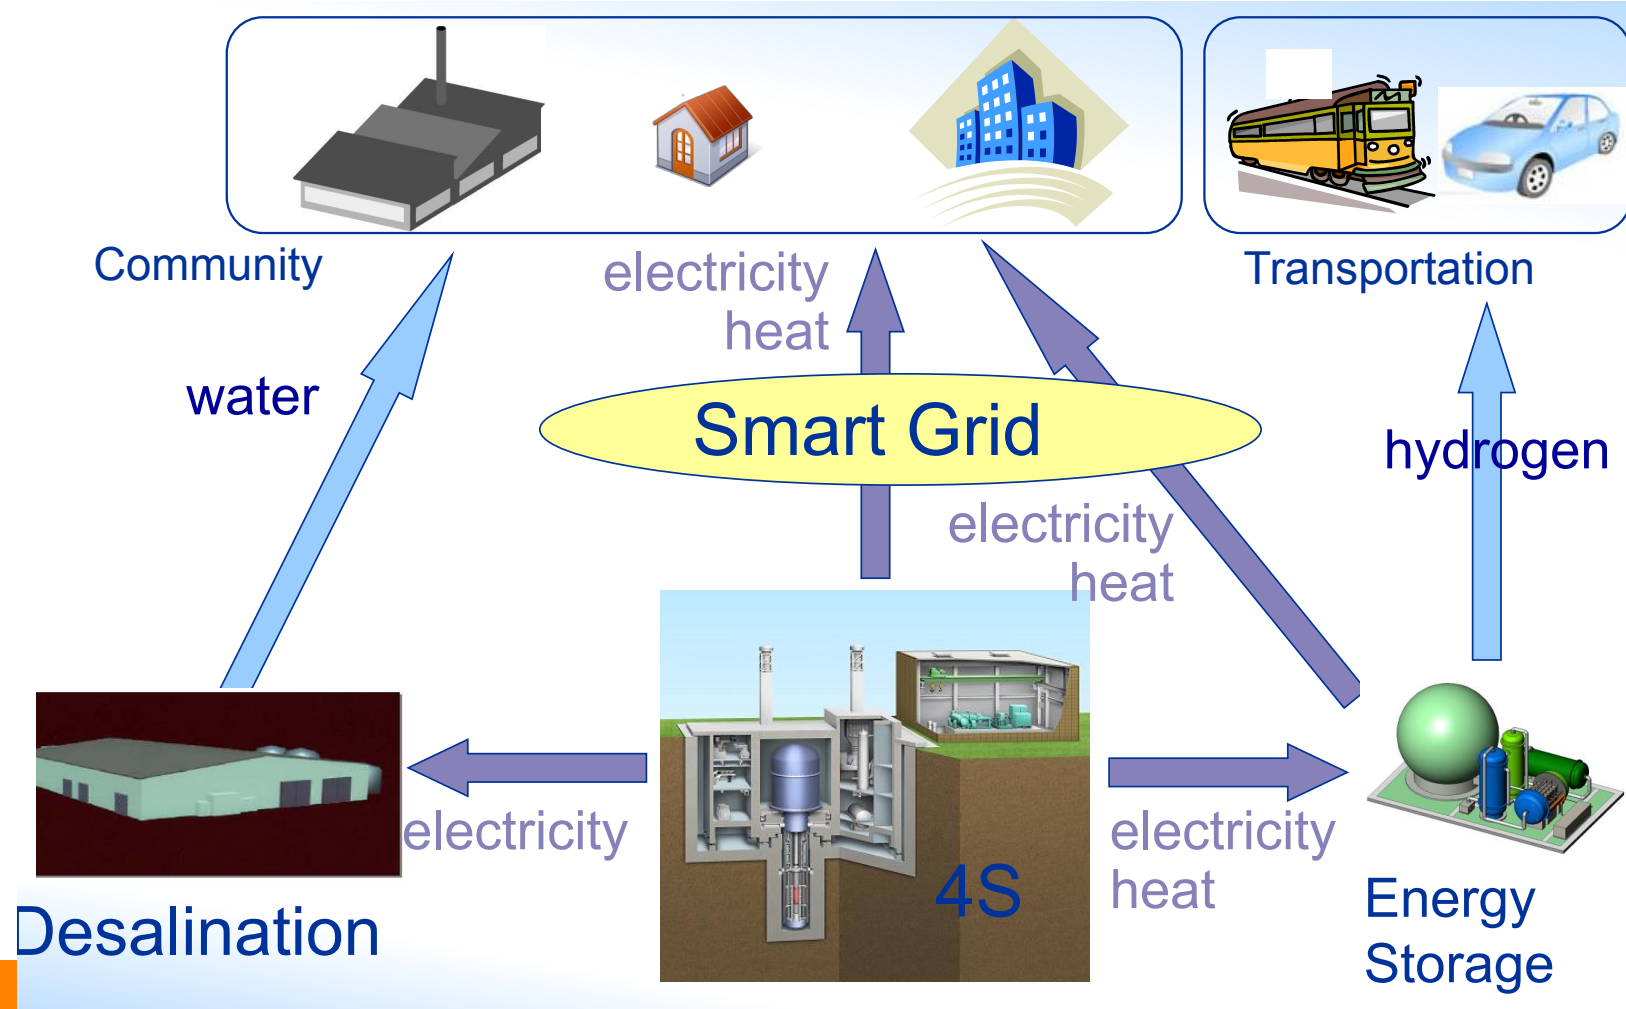 Community
electricity
heat
Transportation
water
Smart Grid
hydrogen
electricity
heat
electricity
4S
electricity
heat
Desalination
Energy
Storage